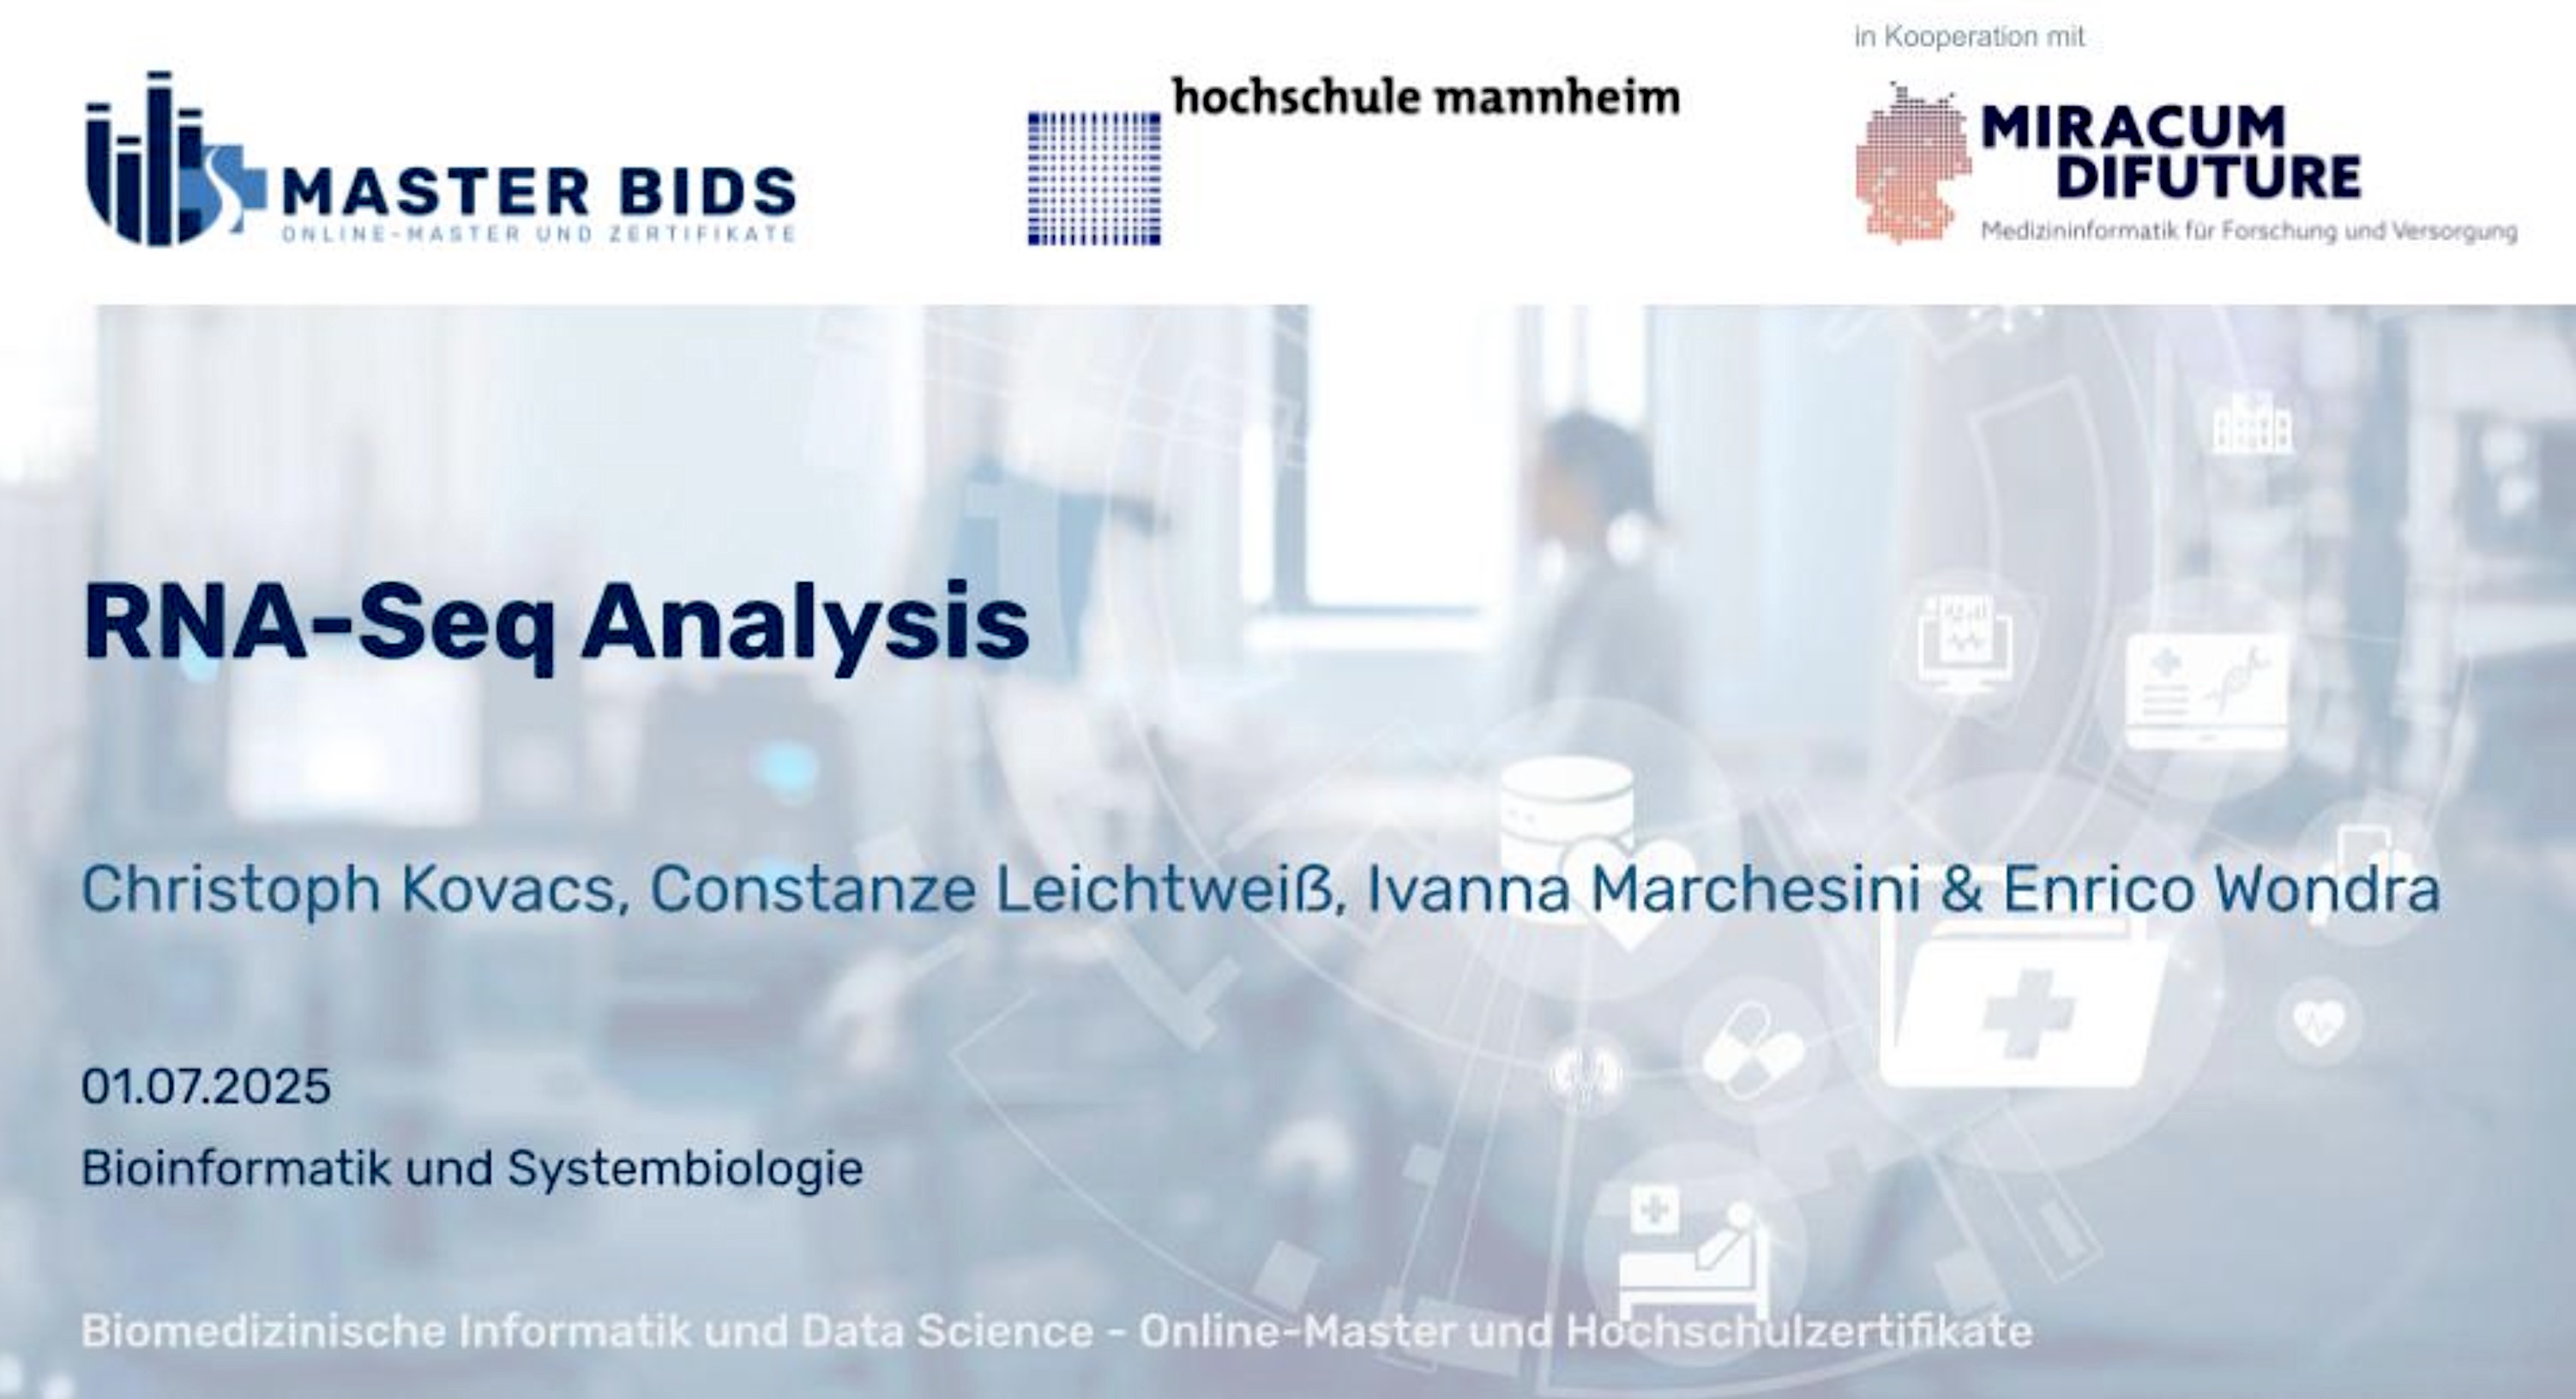 in Kooperation mit
MASTER BIDS
ONLINE-MASTER UND ZERTIFIKATE
hochschule mannheim
MIRACUM
DIFUTURE
Medizininformatik für Forschung und Versorgung
RNA-Seq Analysis
Christoph Kovacs, Constanze Leichtweiß, Ivanna Marchesini & Enrico Wondra
01.07.2025
Bioinformatik und Systembiologie
Biomedizinische Informatik und Data Science - Online-Master und Hochschulzertifikate